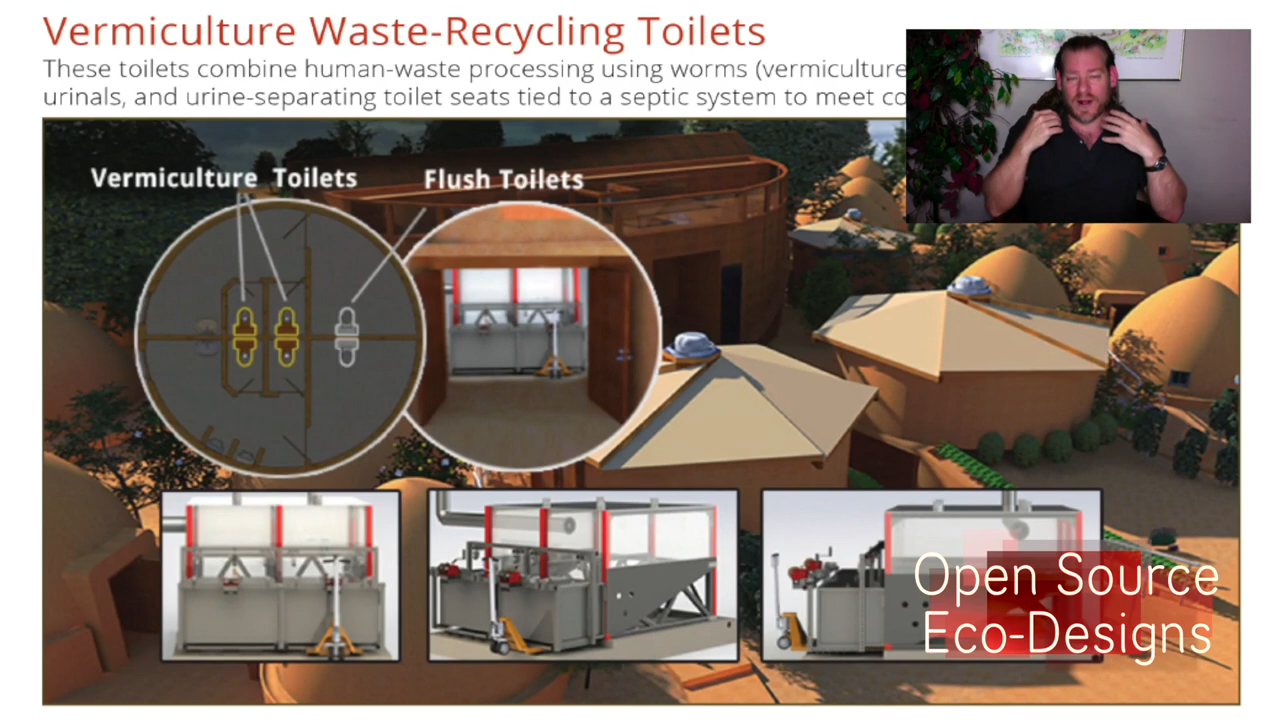 Vermiculture Waste-Recycling Toilets
These toilets combine human-waste processing using worms (vermiculture
urinals, and urine-separating toilet seats tied to a septic system to meet co
Vermiculture Toilets
Flush Toilets
Open Source
Eco-Designs